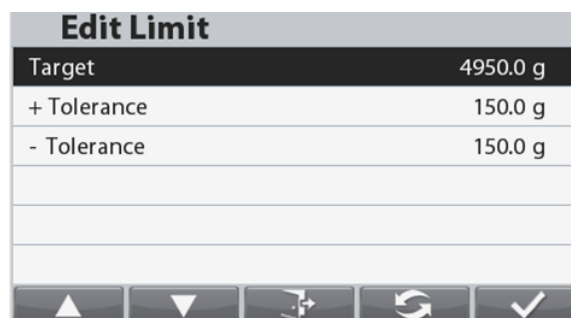 Edit Limit
Target 4950.0 g
+ Tolerance 150.0 g
- Tolerance 150.0 g